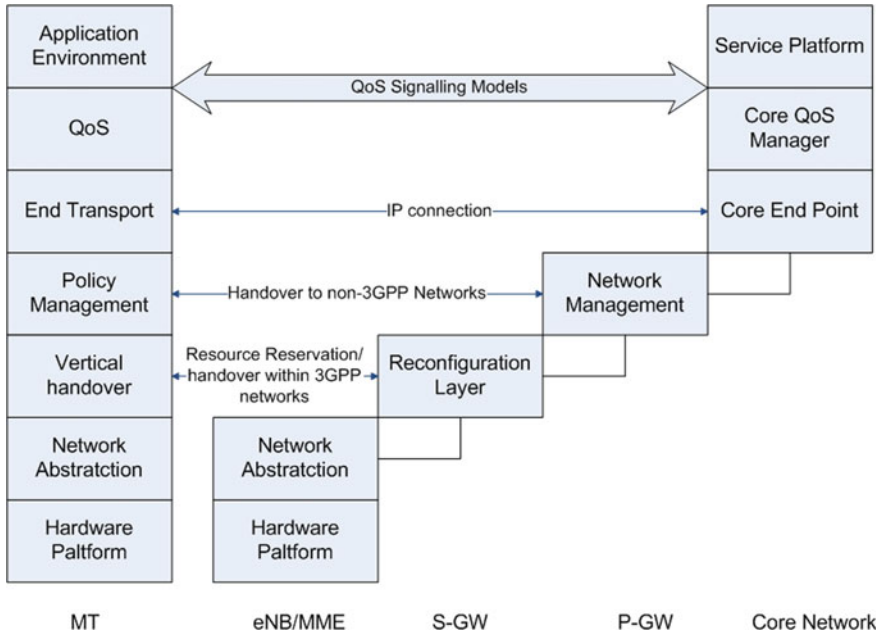 Application
Environment
Service Platform
QoS Signalling Models
QoS
Core QoS
Manager
End Transport
IP connection
Core End Point
Policy
Management
Handover to non-3GPP Networks
Network
Management
Vertical
handover
Resource Reservation/
handover within 3GPP
networks
Reconfiguration
Layer
Network
Abstratction
Network
Abstratction
Hardware
Paltform
Hardware
Paltform
MT
eNB/MME
S-GW
P-GW
Core Network